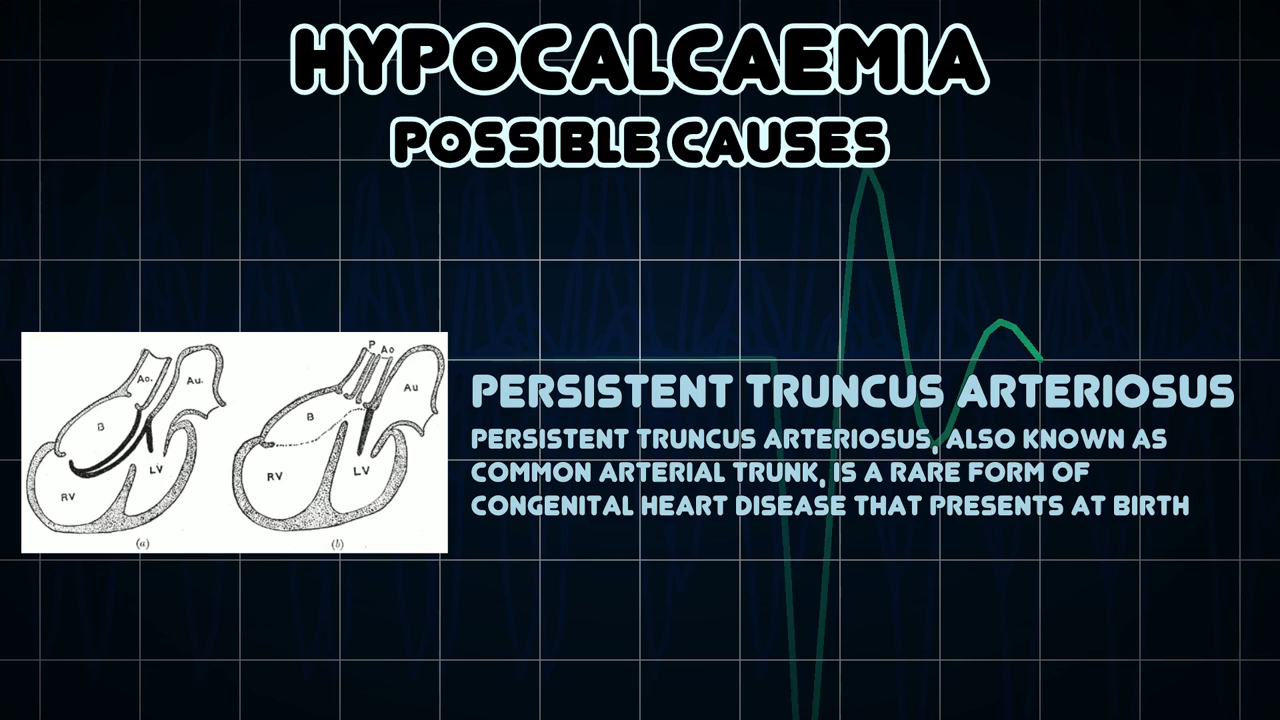 HYPOCALCAEMIA
POSSIBLE CAUSES
P Ao
Ao. Au. Au
B B
LV RV LV
RV
(a) (b)
PERSISTENT TRUNCUS ARTERIOSUS
PERSISTENT TRUNCUS ARTERIOSUS, ALSO KNOWN AS
COMMON ARTERIAL TRUNK, IS A RARE FORM OF
CONGENITAL HEART DISEASE THAT PRESENTS AT BIRTH